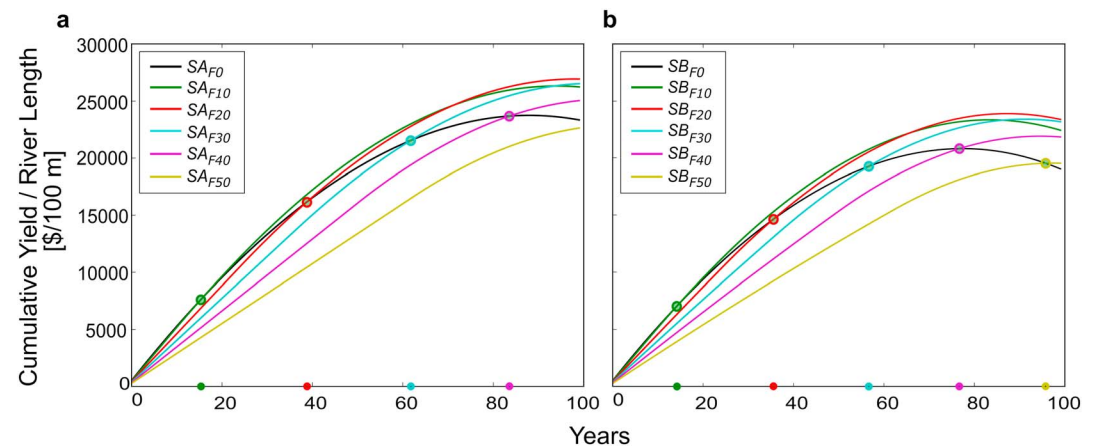 a
b
Cumulative Yield / River Length
[$/100 m]
30000
25000
20000
15000
10000
5000
0
SA_F0
SA_F10
SA_F20
SA_F30
SA_F40
SA_F50
0 20 40 60 80 100
SB_F0
SB_F10
SB_F20
SB_F30
SB_F40
SB_F50
0 20 40 60 80 100
Years